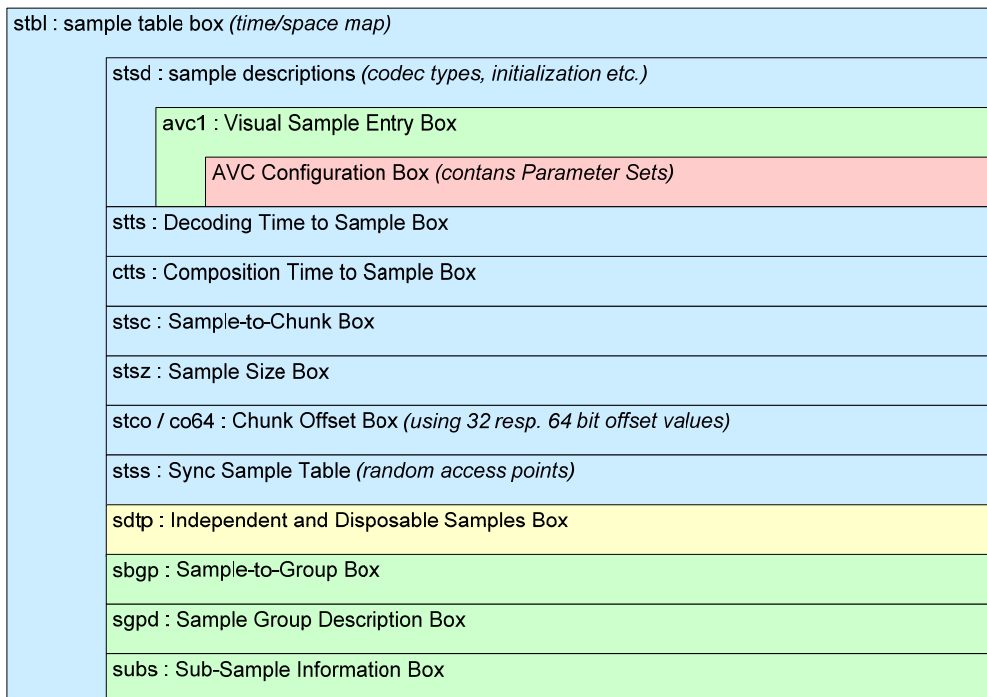 stbl : sample table box (time/space map)
stsd : sample descriptions (codec types, initialization etc.)
avc1 : Visual Sample Entry Box
AVC Configuration Box (contans Parameter Sets)
stts : Decoding Time to Sample Box
ctts : Composition Time to Sample Box
stsc : Sample-to-Chunk Box
stsz : Sample Size Box
stco / co64 : Chunk Offset Box (using 32 resp. 64 bit offset values)
stss : Sync Sample Table (random access points)
sdtp : Independent and Disposable Samples Box
sbgp : Sample-to-Group Box
sgpd : Sample Group Description Box
subs : Sub-Sample Information Box